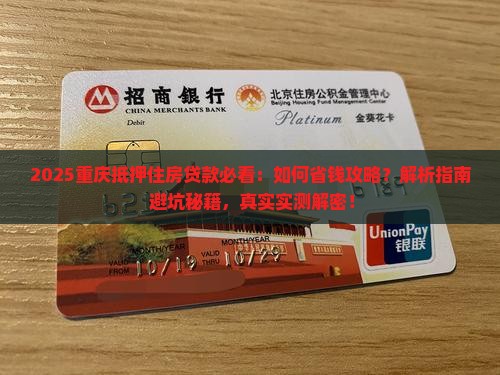 招商银行
CHINA MERCHANTS BANK
Debit
北京住房公积金管理中心
Beijing Housing Fund Management Center
Platinum 金葵花卡
2025重庆抵押住房贷款必看：如何省钱攻略？解析指南
避坑秘籍，真实实测解密！
MONTH/YEAR MONTH/YEAR
VALID FROM 10/19 VALID THRU 10/29
UnionPay
银联